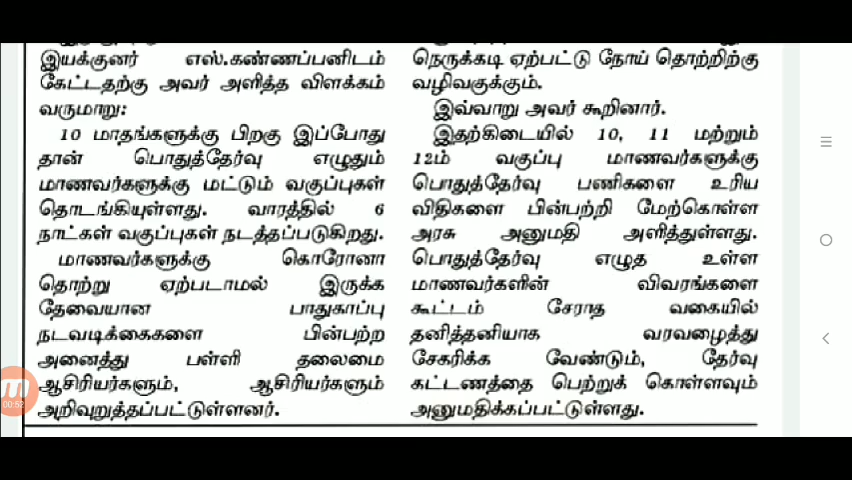 இயக்குனர் எஸ்.கண்ணப்பனிடம்
கேட்டதற்கு அவர் அளித்த விளக்கம்
வருமாறு:
10 மாதங்களுக்கு பிறகு இப்போது
தான் பொதுத்தேர்வு எழுதும்
மாணவர்களுக்கு மட்டும் வகுப்புகள்
தொடங்கியுள்ளது. வாரத்தில் 6
நாட்கள் வகுப்புகள் நடத்தப்படுகிறது.
மாணவர்களுக்கு கொரோனா
தொற்று ஏற்படாமல் இருக்க
தேவையான பாதுகாப்பு
நடவடிக்கைகளை பின்பற்ற
அனைத்து பள்ளி தலைமை
ஆசிரியர்களும், ஆசிரியர்களும்
அறிவுறுத்தப்பட்டுள்ளனர்.
நெருக்கடி ஏற்பட்டு நோய் தொற்றிற்கு
வழிவகுக்கும்.
இவ்வாறு அவர் கூறினார்.
இதற்கிடையில் 10, 11 மற்றும்
12ம் வகுப்பு மாணவர்களுக்கு
பொதுத்தேர்வு பணிகளை உரிய
விதிகளை பின்பற்றி மேற்கொள்ள
அரசு அனுமதி அளித்துள்ளது.
பொதுத்தேர்வு எழுத உள்ள
மாணவர்களின் விவரங்களை
கூட்டம் சேராத வகையில்
தனித்தனியாக வரவழைத்து
சேகரிக்க வேண்டும், தேர்வு
கட்டணத்தை பெற்றுக் கொள்ளவும்
அனுமதிக்கப்பட்டுள்ளது.
00:52